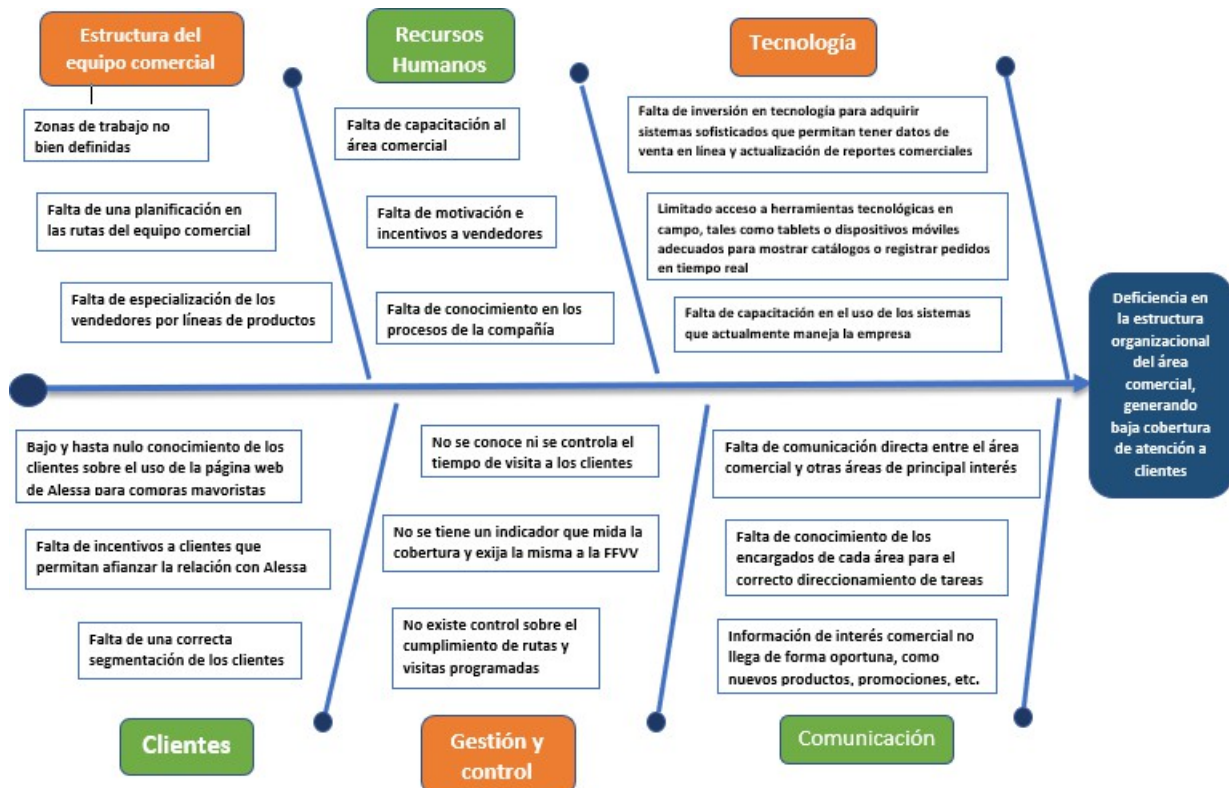 Estructura del
equipo comercial
Zonas de trabajo no
bien definidas
Falta de una planificación en
las rutas del equipo comercial
Falta de especialización de los
vendedores por líneas de productos
Recursos
Humanos
Falta de capacitación al
área comercial
Falta de motivación e
incentivos a vendedores
Falta de conocimiento en los
procesos de la compañía
Tecnología
Falta de inversión en tecnología para adquirir
sistemas sofisticados que permitan tener datos de
venta en línea y actualización de reportes comerciales
Limitado acceso a herramientas tecnológicas en
campo, tales como tablets o dispositivos móviles
adecuados para mostrar catálogos o registrar pedidos
en tiempo real
Falta de capacitación en el uso de los sistemas
que actualmente maneja la empresa
Deficiencia en
la estructura
organizacional
del área
comercial,
generando
baja cobertura
de atención a
clientes
Bajo y hasta nulo conocimiento de los
clientes sobre el uso de la página web
de Alessa para compras mayoristas
Falta de incentivos a clientes que
permitan afianzar la relación con Alessa
Falta de una correcta
segmentación de los clientes
Clientes
No se conoce ni se controla el
tiempo de visita a los clientes
No se tiene un indicador que mida la
cobertura y exija la misma a la FFVV
No existe control sobre el
cumplimiento de rutas y
visitas programadas
Gestión y
control
Falta de comunicación directa entre el área
comercial y otras áreas de principal interés
Falta de conocimiento de los
encargados de cada área para el
correcto direccionamiento de tareas
Información de interés comercial no
llega de forma oportuna, como
nuevos productos, promociones, etc.
Comunicación